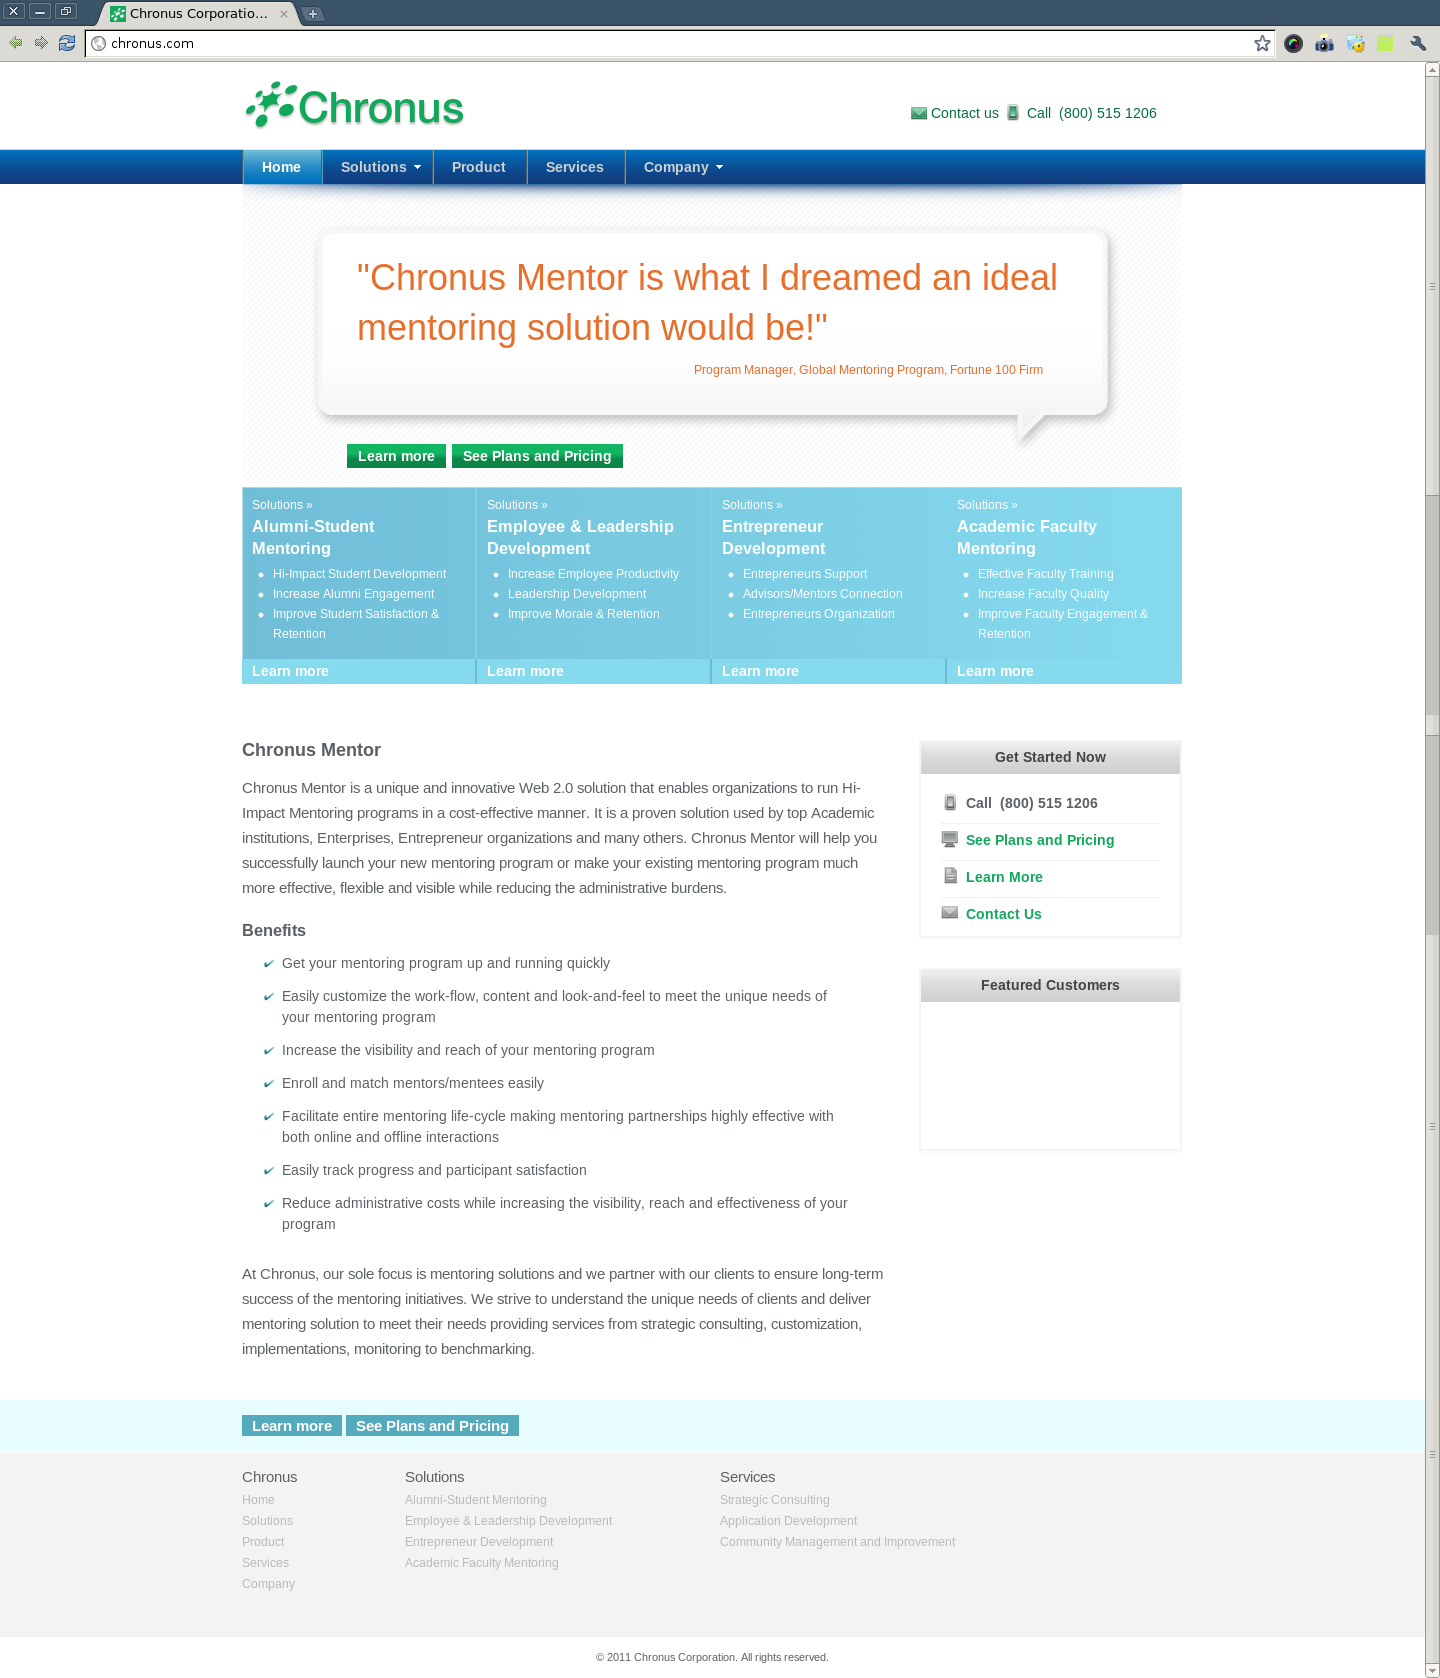 Chronus Corporatio...
chronus.com
Chronus
Contact us Call (800) 515 1206
Home Solutions Product Services Company
"Chronus Mentor is what I dreamed an ideal
mentoring solution would be!"
Program Manager, Global Mentoring Program, Fortune 100 Firm
Learn more See Plans and Pricing
Solutions »
Alumni-Student
Mentoring
Hi-Impact Student Development
Increase Alumni Engagement
Improve Student Satisfaction &
Retention
Learn more
Solutions »
Employee & Leadership
Development
Increase Employee Productivity
Leadership Development
Improve Morale & Retention
Learn more
Solutions »
Entrepreneur
Development
Entrepreneurs Support
Advisors/Mentors Connection
Entrepreneurs Organization
Learn more
Solutions »
Academic Faculty
Mentoring
Effective Faculty Training
Increase Faculty Quality
Improve Faculty Engagement &
Retention
Learn more
Chronus Mentor
Chronus Mentor is a unique and innovative Web 2.0 solution that enables organizations to run Hi-
Impact Mentoring programs in a cost-effective manner. It is a proven solution used by top Academic
institutions, Enterprises, Entrepreneur organizations and many others. Chronus Mentor will help you
successfully launch your new mentoring program or make your existing mentoring program much
more effective, flexible and visible while reducing the administrative burdens.
Benefits
Get your mentoring program up and running quickly
Easily customize the work-flow, content and look-and-feel to meet the unique needs of
your mentoring program
Increase the visibility and reach of your mentoring program
Enroll and match mentors/mentees easily
Facilitate entire mentoring life-cycle making mentoring partnerships highly effective with
both online and offline interactions
Easily track progress and participant satisfaction
Reduce administrative costs while increasing the visibility, reach and effectiveness of your
program
At Chronus, our sole focus is mentoring solutions and we partner with our clients to ensure long-term
success of the mentoring initiatives. We strive to understand the unique needs of clients and deliver
mentoring solution to meet their needs providing services from strategic consulting, customization,
implementations, monitoring to benchmarking.
Get Started Now
Call (800) 515 1206
See Plans and Pricing
Learn More
Contact Us
Featured Customers
Learn more See Plans and Pricing
Chronus
Home
Solutions
Product
Services
Company
Solutions
Alumni-Student Mentoring
Employee & Leadership Development
Entrepreneur Development
Academic Faculty Mentoring
Services
Strategic Consulting
Application Development
Community Management and Improvement
© 2011 Chronus Corporation. All rights reserved.